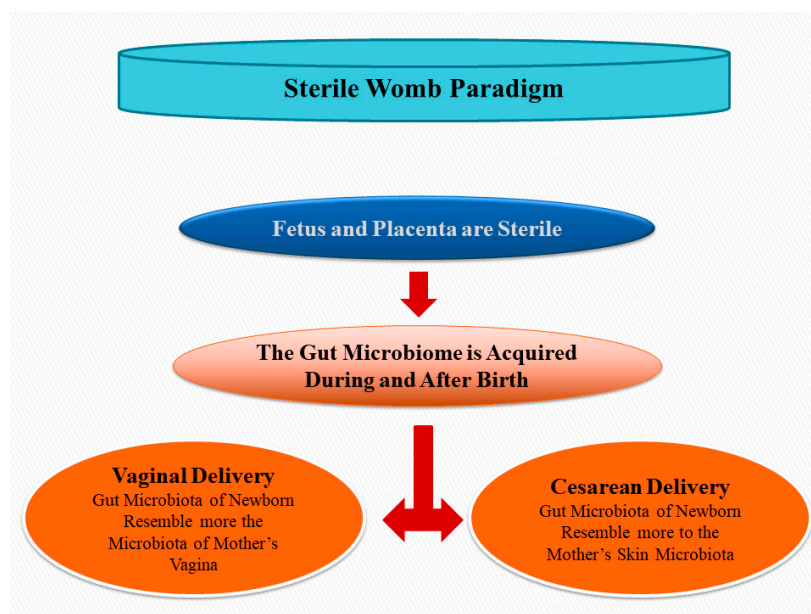 Sterile Womb Paradigm
Fetus and Placenta are Sterile
The Gut Microbiome is Acquired
During and After Birth
Vaginal Delivery
Gut Microbiota of Newborn
Resemble more the
Microbiota of Mother's
Vagina
Cesarean Delivery
Gut Microbiota of Newborn
Resemble more to the
Mother's Skin Microbiota